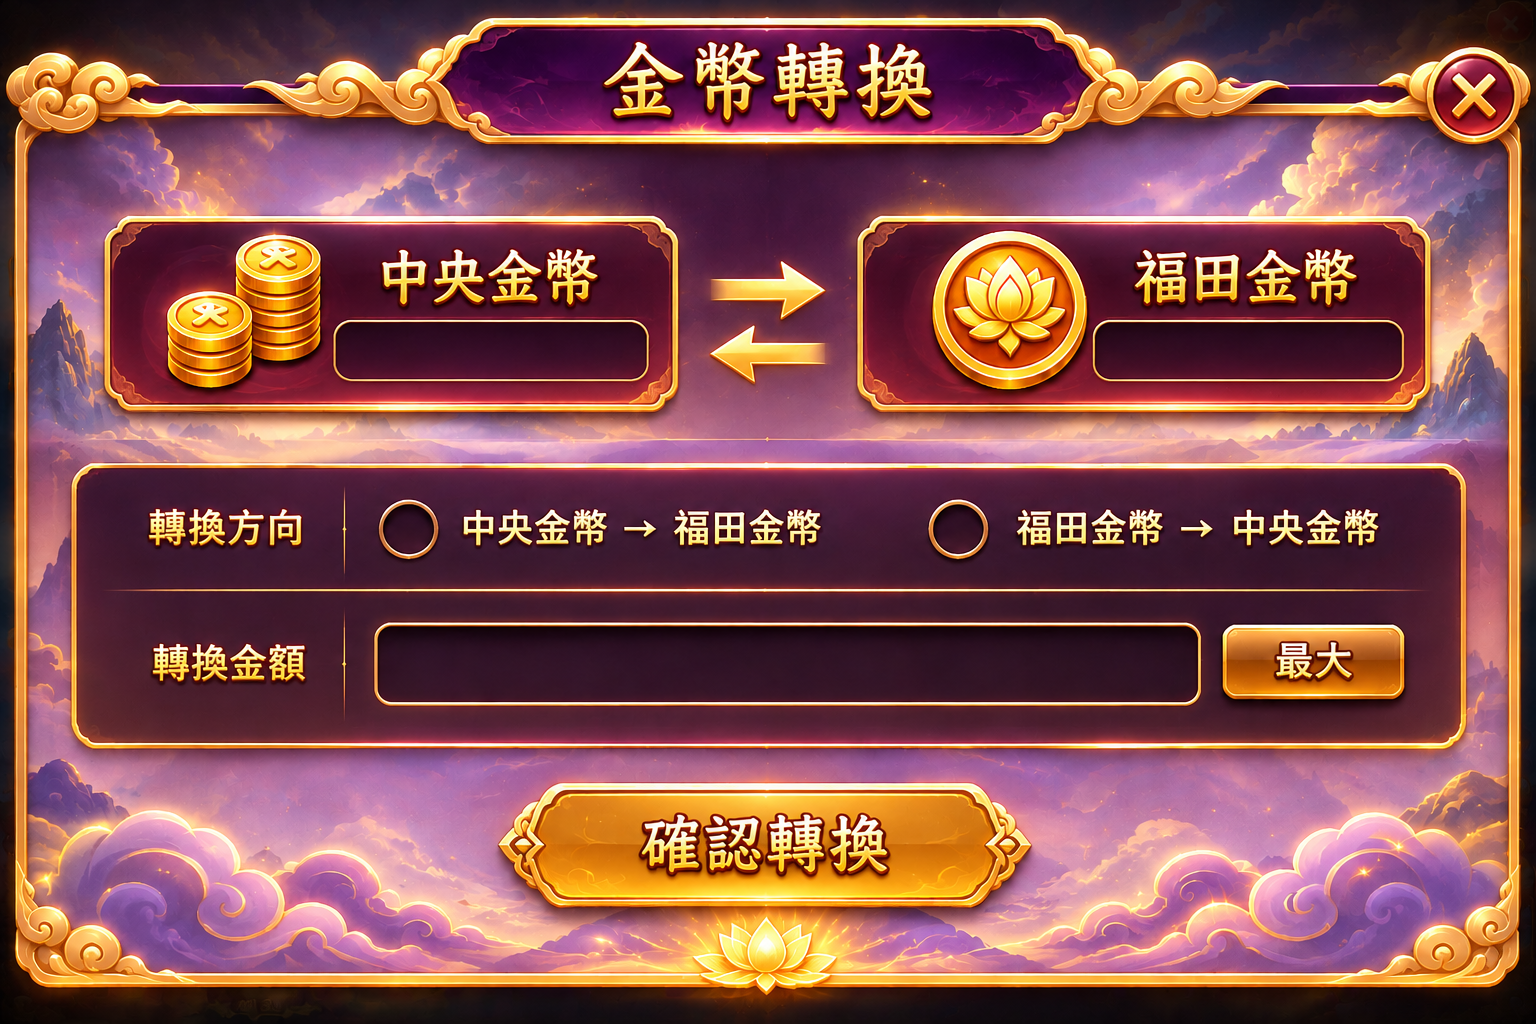 金幣轉換
中央金幣
福田金幣
轉換方向
中央金幣 → 福田金幣
福田金幣 → 中央金幣
轉換金額
最大
確認轉換